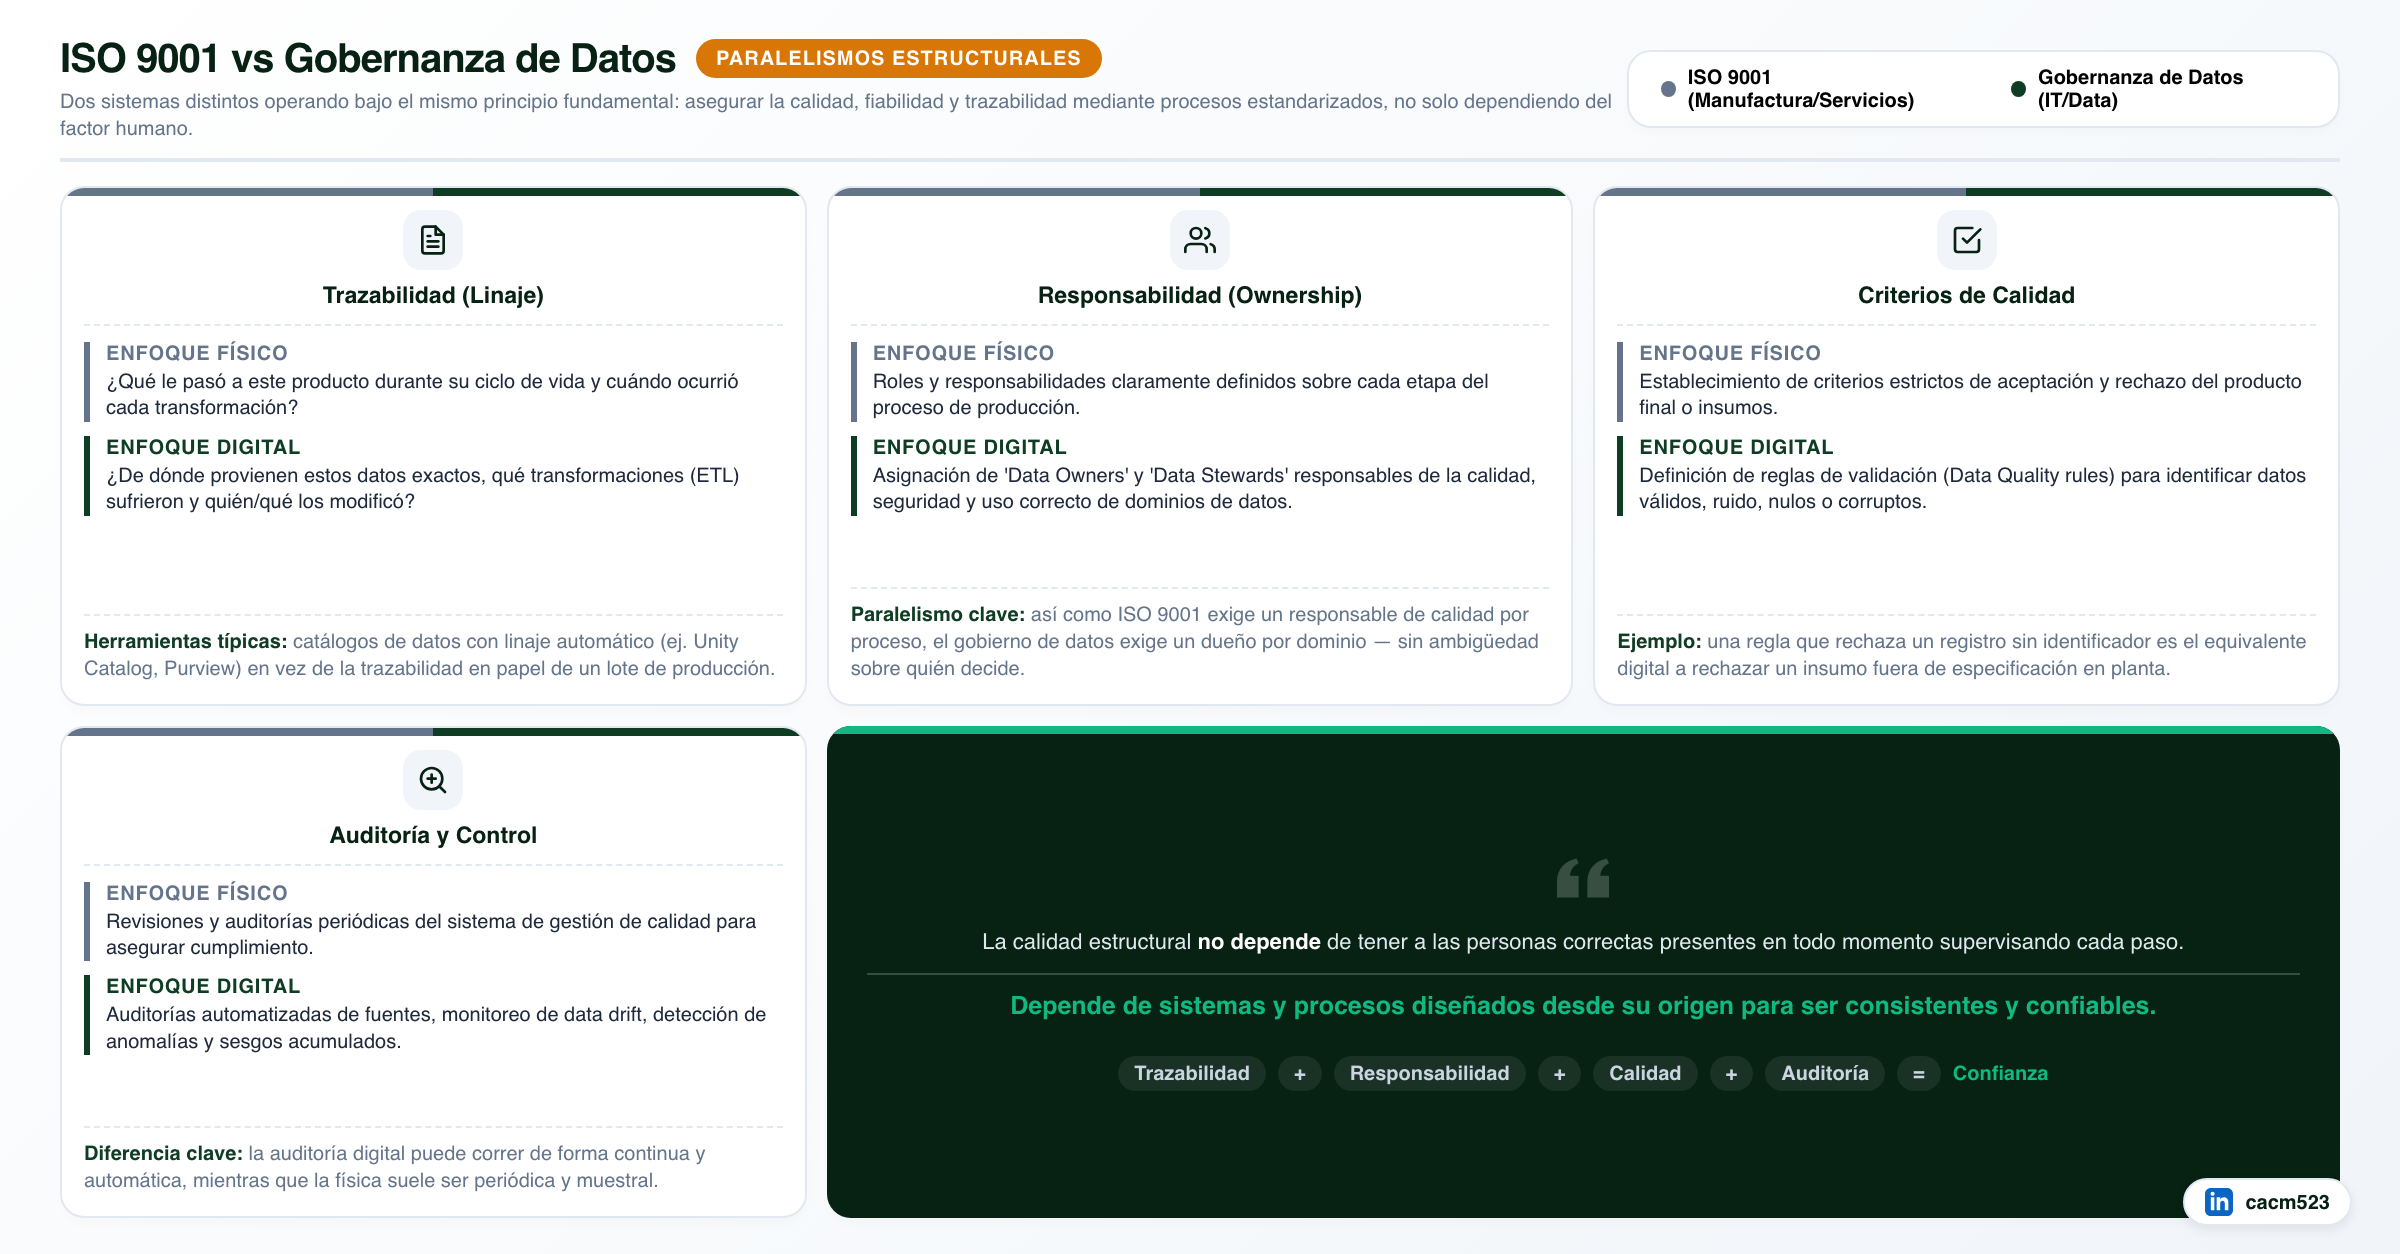 ISO 9001 vs Gobernanza de Datos
PARALELISMOS ESTRUCTURALES
Dos sistemas distintos operando bajo el mismo principio fundamental: asegurar la calidad, fiabilidad y trazabilidad mediante procesos estandarizados, no solo dependiendo del
factor humano.
ISO 9001
(Manufactura/Servicios)
Gobernanza de Datos
(IT/Data)
Trazabilidad (Linaje)
ENFOQUE FÍSICO
¿Qué le pasó a este producto durante su ciclo de vida y cuándo ocurrió
cada transformación?
ENFOQUE DIGITAL
¿De dónde provienen estos datos exactos, qué transformaciones (ETL)
sufrieron y quién/qué los modificó?
Herramientas típicas: catálogos de datos con linaje automático (ej. Unity
Catalog, Purview) en vez de la trazabilidad en papel de un lote de producción.
Responsabilidad (Ownership)
ENFOQUE FÍSICO
Roles y responsabilidades claramente definidos sobre cada etapa del
proceso de producción.
ENFOQUE DIGITAL
Asignación de 'Data Owners' y 'Data Stewards' responsables de la calidad,
seguridad y uso correcto de dominios de datos.
Paralelismo clave: así como ISO 9001 exige un responsable de calidad por
proceso, el gobierno de datos exige un dueño por dominio — sin ambigüedad
sobre quién decide.
Criterios de Calidad
ENFOQUE FÍSICO
Establecimiento de criterios estrictos de aceptación y rechazo del producto
final o insumos.
ENFOQUE DIGITAL
Definición de reglas de validación (Data Quality rules) para identificar datos
válidos, ruido, nulos o corruptos.
Ejemplo: una regla que rechaza un registro sin identificador es el equivalente
digital a rechazar un insumo fuera de especificación en planta.
Auditoría y Control
ENFOQUE FÍSICO
Revisiones y auditorías periódicas del sistema de gestión de calidad para
asegurar cumplimiento.
ENFOQUE DIGITAL
Auditorías automatizadas de fuentes, monitoreo de data drift, detección de
anomalías y sesgos acumulados.
Diferencia clave: la auditoría digital puede correr de forma continua y
automática, mientras que la física suele ser periódica y muestral.
“
La calidad estructural no depende de tener a las personas correctas presentes en todo momento supervisando cada paso.
Depende de sistemas y procesos diseñados desde su origen para ser consistentes y confiables.
Trazabilidad + Responsabilidad + Calidad + Auditoría = Confianza
in cacm523